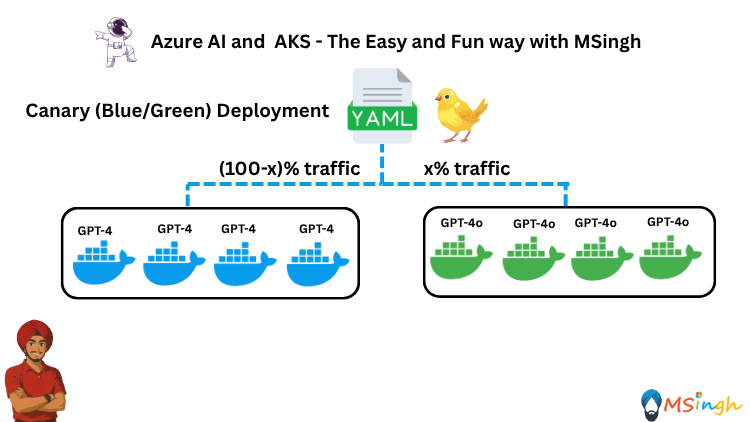 Azure AI and AKS - The Easy and Fun way with MSingh
Canary (Blue/Green) Deployment
YAML
(100-x)% traffic
x% traffic
GPT-4
GPT-4
GPT-4
GPT-4
GPT-4o
GPT-4o
GPT-4o
GPT-4o
MSingh